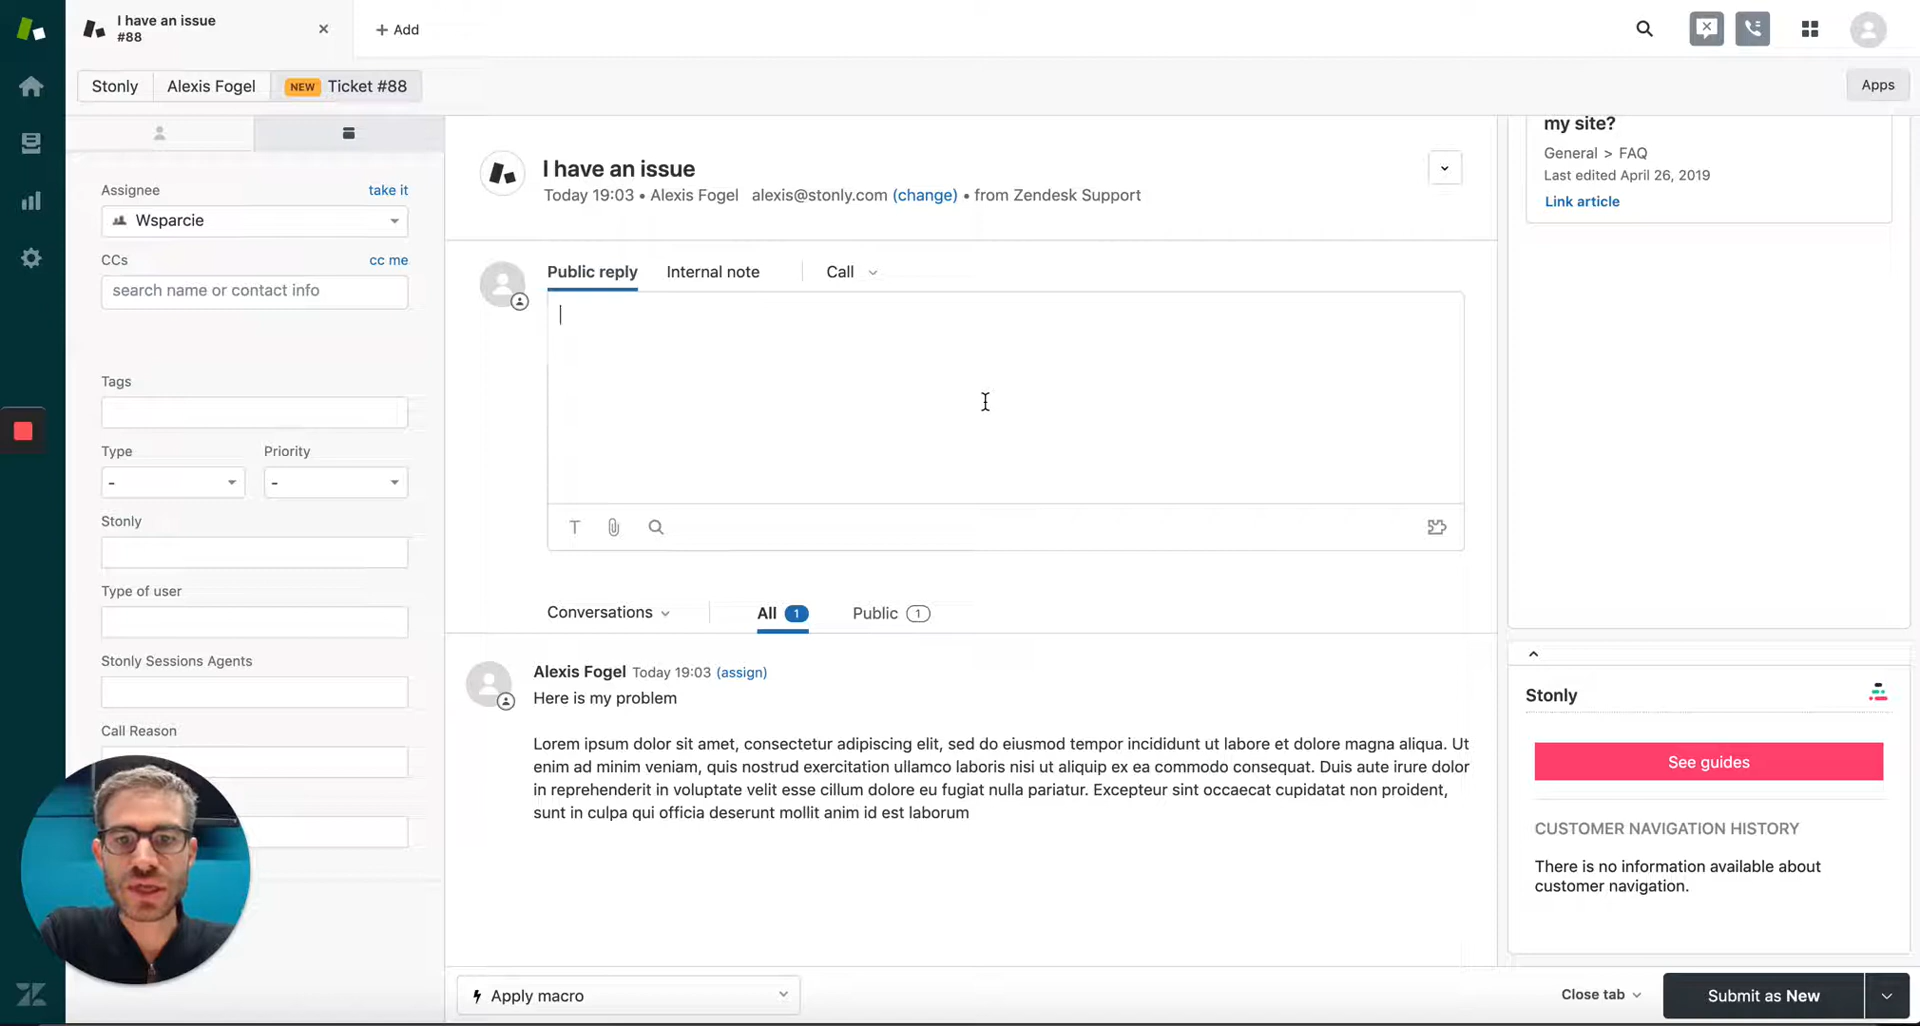 I have an issue
#88
+ Add
Stonly
Alexis Fogel
NEW Ticket #88
Apps
Assignee
take it
Wsparcie
CCs
cc me
search name or contact info
Tags
Type
Priority
-
-
Stonly
Type of user
Stonly Sessions Agents
Call Reason
I have an issue
Today 19:03 • Alexis Fogel alexis@stonly.com (change) • from Zendesk Support
Public reply
Internal note
Call
T
Conversations
All 1
Public 1
Alexis Fogel Today 19:03 (assign)
Here is my problem
Lorem ipsum dolor sit amet, consectetur adipiscing elit, sed do eiusmod tempor incididunt ut labore et dolore magna aliqua. Ut
enim ad minim veniam, quis nostrud exercitation ullamco laboris nisi ut aliquip ex ea commodo consequat. Duis aute irure dolor
in reprehenderit in voluptate velit esse cillum dolore eu fugiat nulla pariatur. Excepteur sint occaecat cupidatat non proident,
sunt in culpa qui officia deserunt mollit anim id est laborum
Apply macro
Close tab
Submit as New
my site?
General > FAQ
Last edited April 26, 2019
Link article
Stonly
See guides
CUSTOMER NAVIGATION HISTORY
There is no information available about
customer navigation.